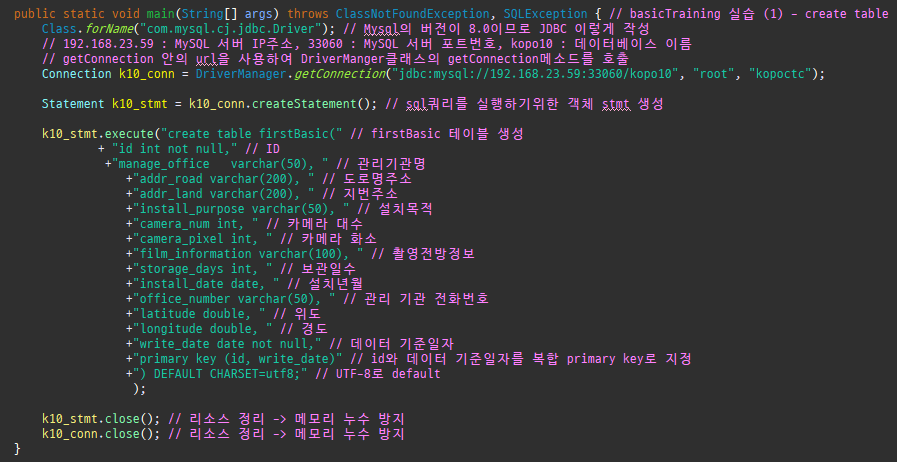 public static void main(String[] args) throws ClassNotFoundException, SQLException { // basicTraining 실습 (1) - create table
Class.forName("com.mysql.cj.jdbc.Driver"); // Mysql의 버전이 8.0이므로 JDBC 이렇게 작성
// 192.168.23.59 : MySQL 서버 IP주소, 33060 : MySQL 서버 포트번호, kopo10 : 데이터베이스 이름
// getConnection 안의 url을 사용하여 DriverManger클래스의 getConnection메소드를 호출
Connection k10_conn = DriverManager.getConnection("jdbc:mysql://192.168.23.59:33060/kopo10", "root", "kopoctc");
Statement k10_stmt = k10_conn.createStatement(); // sql쿼리를 실행하기위한 객체 stmt 생성
k10_stmt.execute("create table firstBasic(" // firstBasic 테이블 생성
+ "id int not null," // ID
+"manage_office   varchar(50), " // 관리기관명
+"addr_road varchar(200), " // 도로명주소
+"addr_land varchar(200), " // 지번주소
+"install_purpose varchar(50), " // 설치목적
+"camera_num int, " // 카메라 대수
+"camera_pixel int, " // 카메라 화소
+"film_information varchar(100), " // 촬영전방정보
+"storage_days int, " // 보관일수
+"install_date date, " // 설치년월
+"office_number varchar(50), " // 관리 기관 전화번호
+"latitude double, " // 위도
+"longitude double, " // 경도
+"write_date date not null," // 데이터 기준일자
+"primary key (id, write_date)" // id와 데이터 기준일자를 복합 primary key로 지정
+") DEFAULT CHARSET=utf8;" // UTF-8로 default
);
k10_stmt.close(); // 리소스 정리 -> 메모리 누수 방지
k10_conn.close(); // 리소스 정리 -> 메모리 누수 방지
}